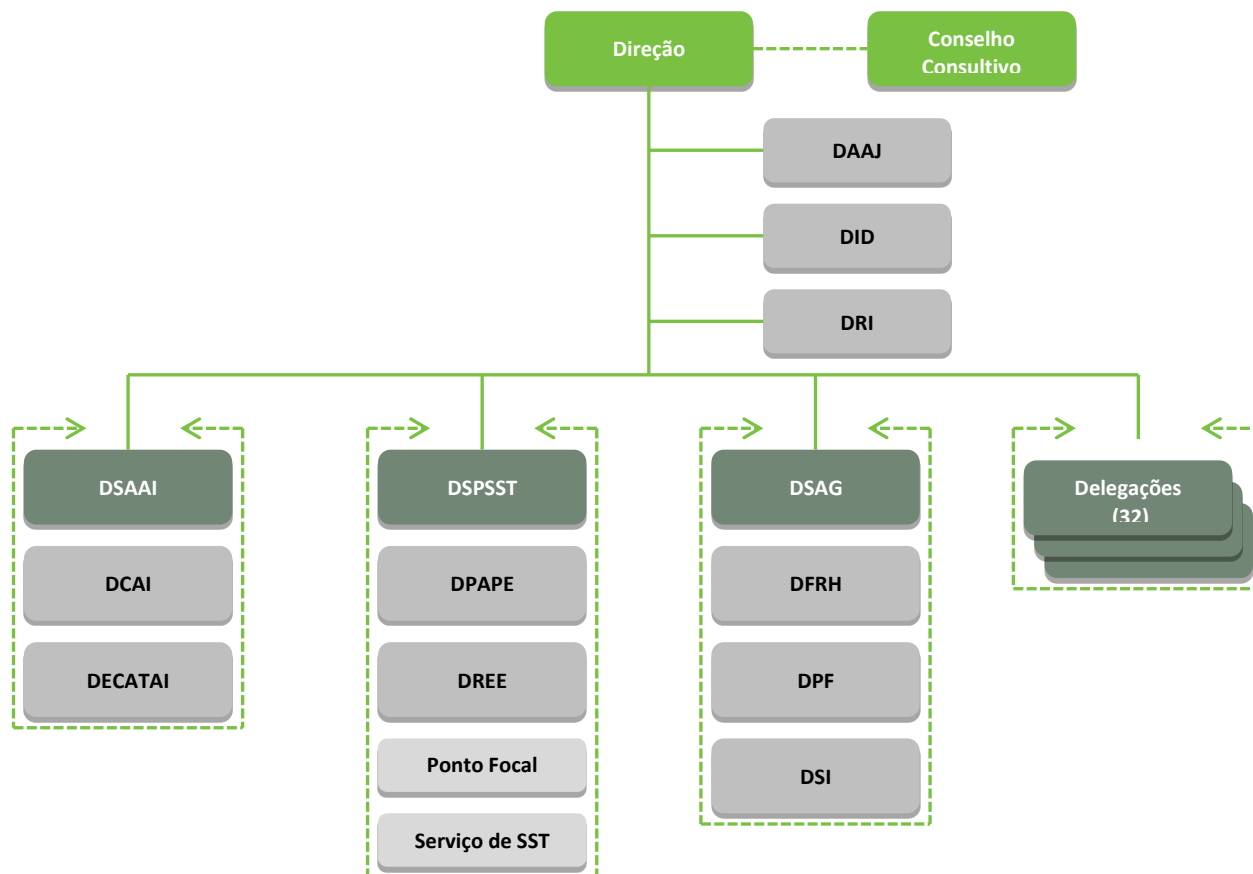 Direção
Conselho
Consultivo
DAAJ
DID
DRI
DSAAI
DCAI
DECATAI
DSPSST
DPAPE
DREE
Ponto Focal
Serviço de SST
DSAG
DFRH
DPF
DSI
Delegações
(32)